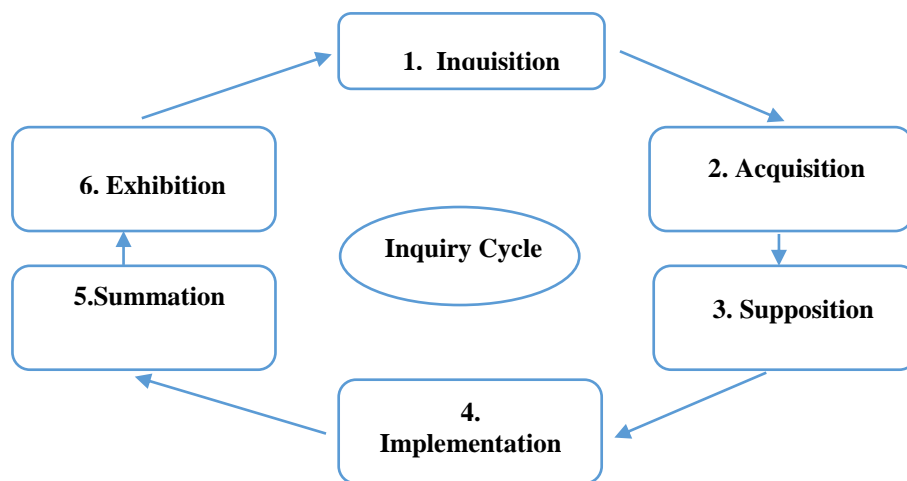 1. Inquisition
2. Acquisition
3. Supposition
4.
Implementation
5.Summation
6. Exhibition
Inquiry Cycle